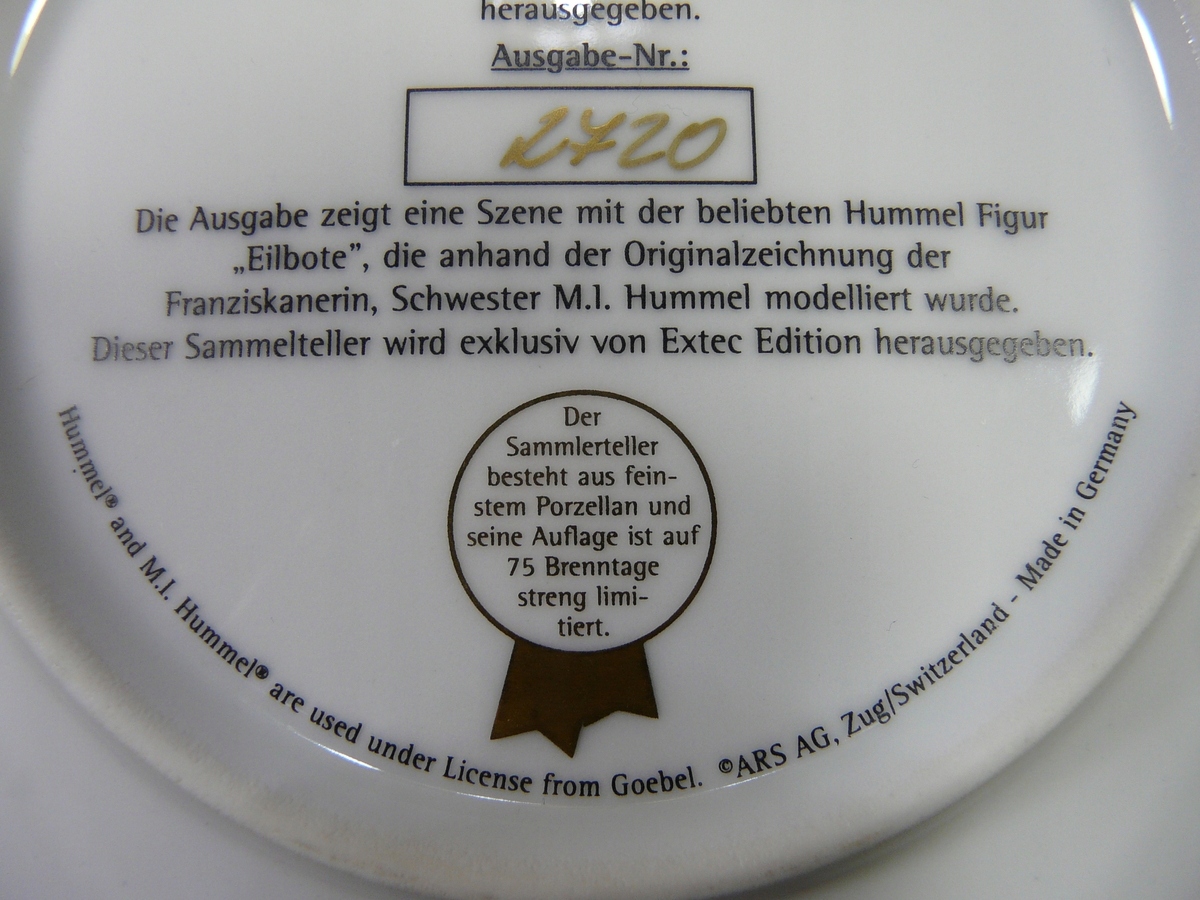 herausgegeben.
Ausgabe-Nr.:
2720
Die Ausgabe zeigt eine Szene mit der beliebten Hummel Figur
„Eilbote”, die anhand der Originalzeichnung der
Franziskanerin, Schwester M.I. Hummel modelliert wurde.
Dieser Sammelteller wird exklusiv von Extec Edition herausgegeben.
Der
Sammlerteller
besteht aus fein-
stem Porzellan und
seine Auflage ist auf
75 Brenntage
streng limi-
tiert.
Hummel® and M.I. Hummel® are used under License from Goebel. ©ARS AG, Zug/Switzerland - Made in Germany